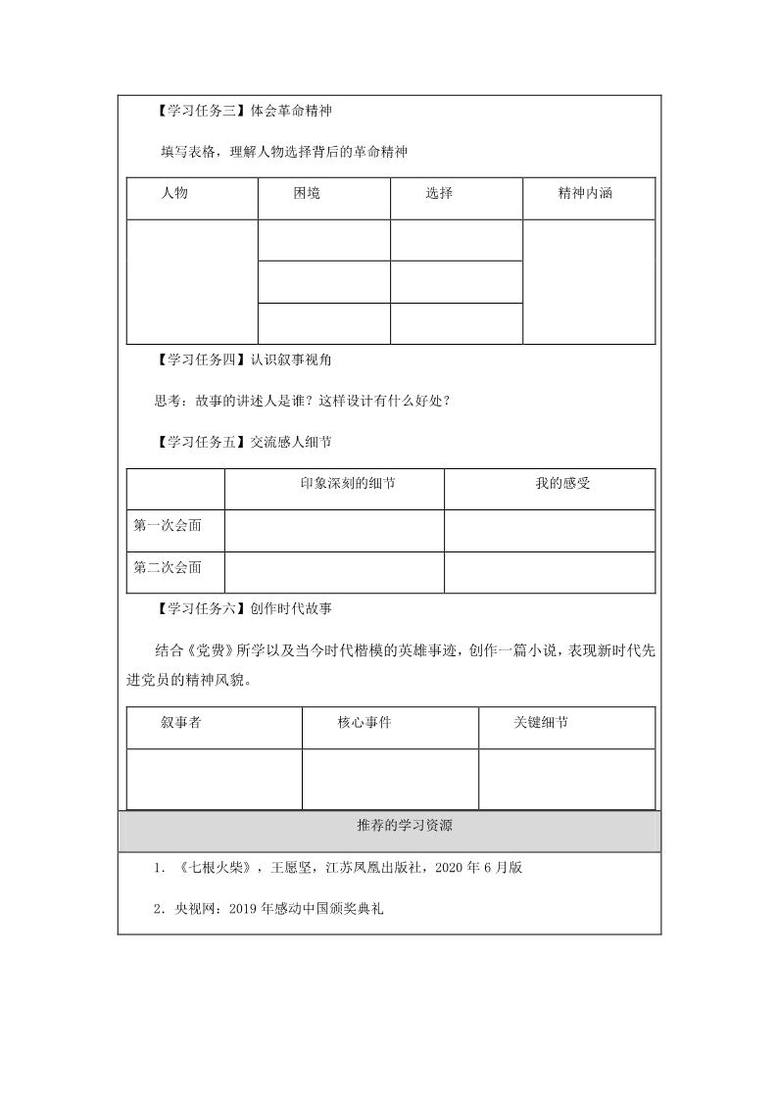 【学习任务三】体会革命精神
填写表格，理解人物选择背后的革命精神
人物 困境 选择 精神内涵
【学习任务四】认识叙事视角
思考：故事的讲述人是谁？这样设计有什么好处？
【学习任务五】交流感人细节
印象深刻的细节 我的感受
第一次会面
第二次会面
【学习任务六】创作时代故事
结合《党费》所学以及当今时代楷模的英雄事迹，创作一篇小说，表现新时代先
进党员的精神风貌。
叙事者 核心事件 关键细节
推荐的学习资源
1. 《七根火柴》，王愿坚，江苏凤凰出版社，2020 年 6 月版
2. 央视网：2019 年感动中国颁奖典礼